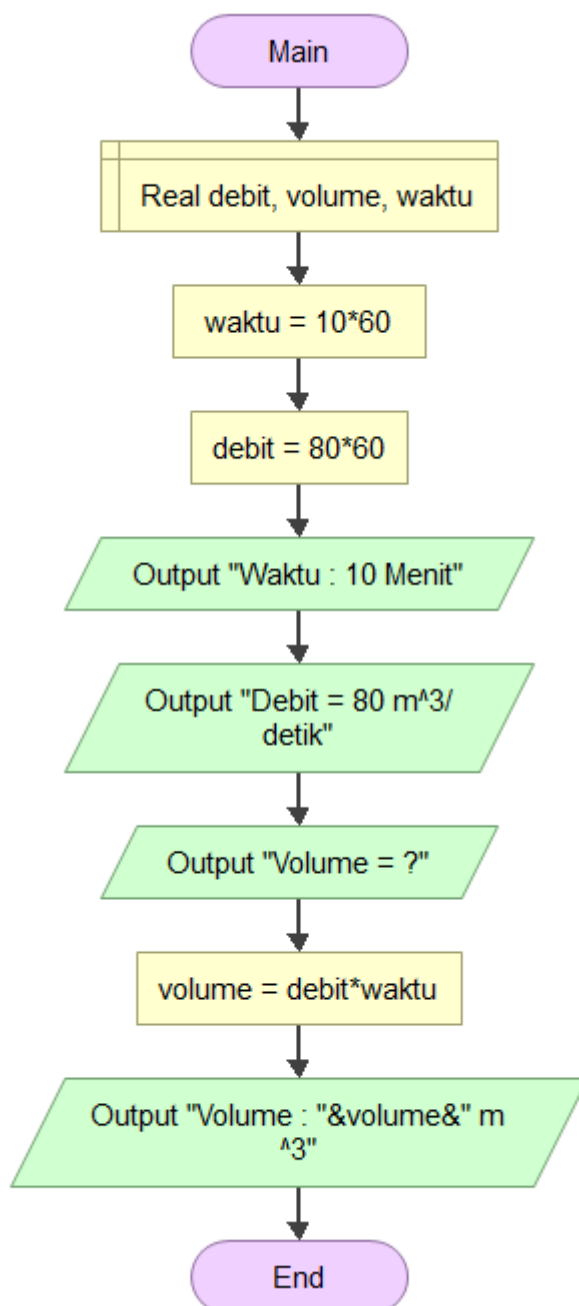 Main
Real debit, volume, waktu
waktu = 10*60
debit = 80*60
Output "Waktu : 10 Menit"
Output "Debit = 80 m^3/
detik"
Output "Volume = ?"
volume = debit*waktu
Output "Volume : "&volume&" m
^3"
End